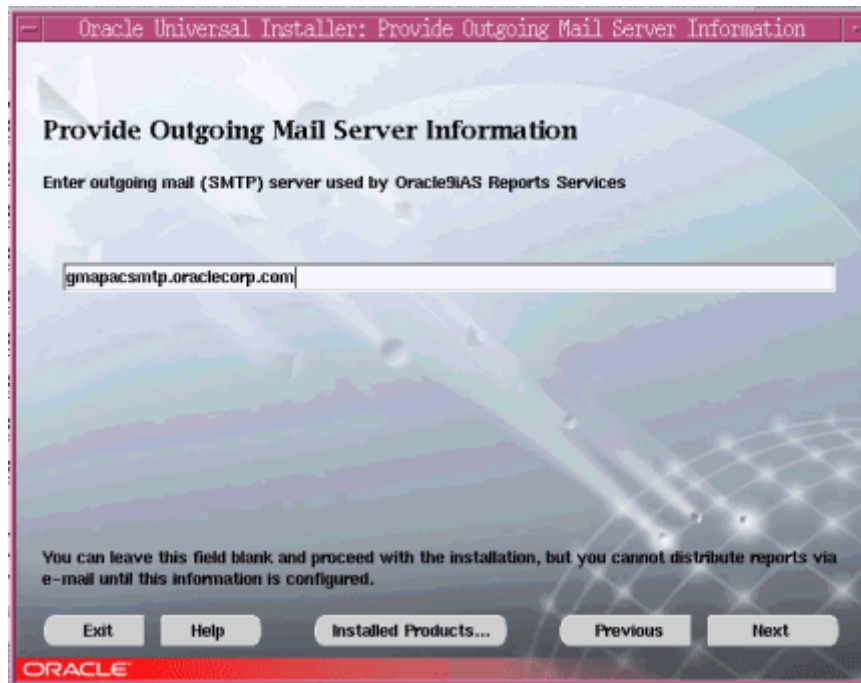 Oracle Universal Installer: Provide Outgoing Mail Server Information
Provide Outgoing Mail Server Information
Enter outgoing mail (SMTP) server used by Oracle9iAS Reports Services
gmapacsmtp.oraclecorp.com
You can leave this field blank and proceed with the installation, but you cannot distribute reports via
e-mail until this information is configured.
Exit Help Installed Products... Previous Next
ORACLE